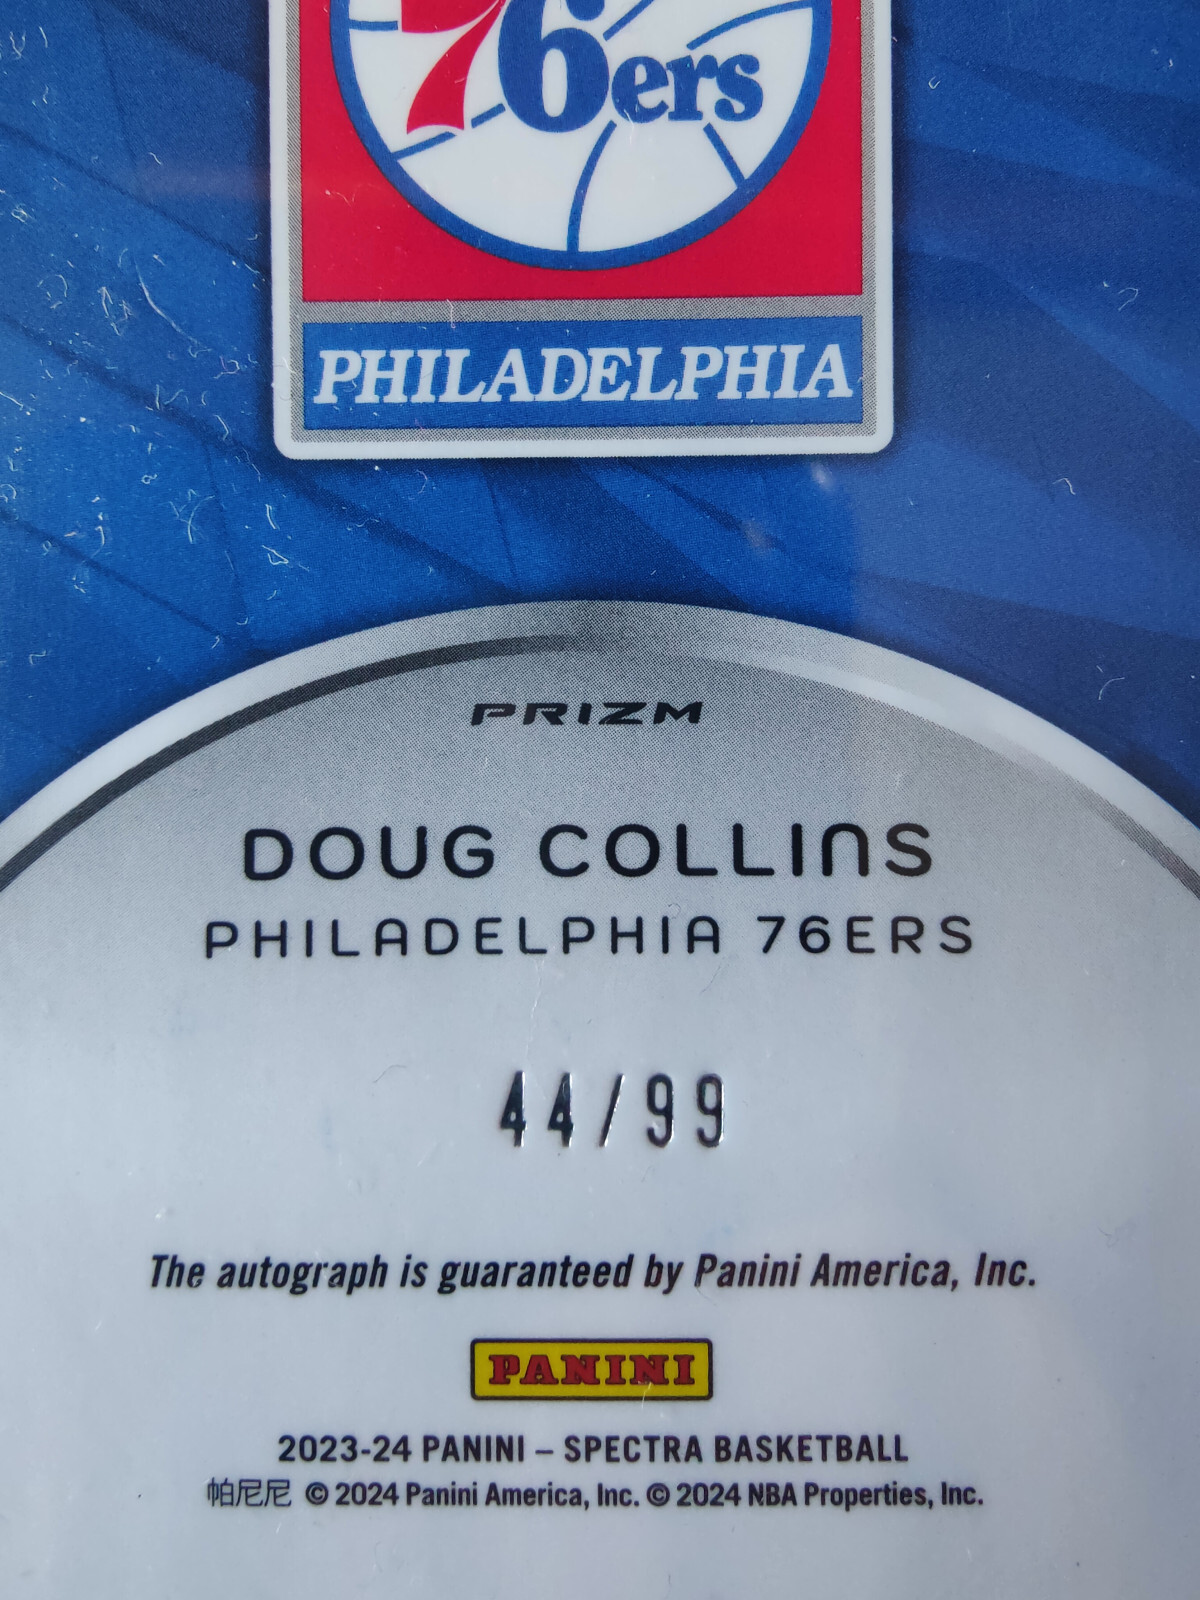 76ers
PHILADELPHIA
PRIZM
DOUG COLLINS
PHILADELPHIA 76ERS
44/99
The autograph is guaranteed by Panini America, Inc.
PANINI
2023-24 PANINI – SPECTRA BASKETBALL
帕尼尼 © 2024 Panini America, Inc. © 2024 NBA Properties, Inc.